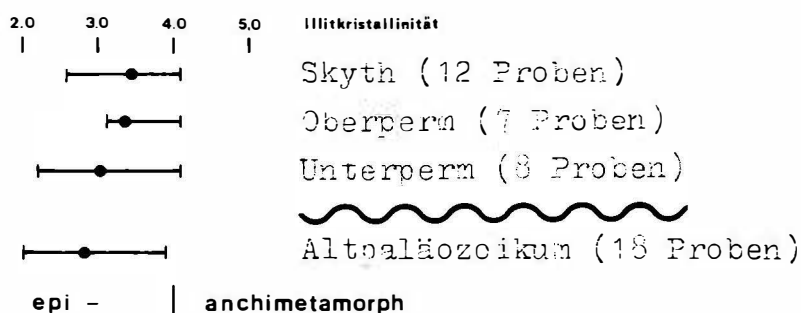 2.0 3.0 4.0 5.0 Illitkristallinität
Skyth (12 Proben)
Oberperm (7 Proben)
Unterperm (8 Proben)
Altpaläozoikum (18 Proben)
epi - | anchimetamorph